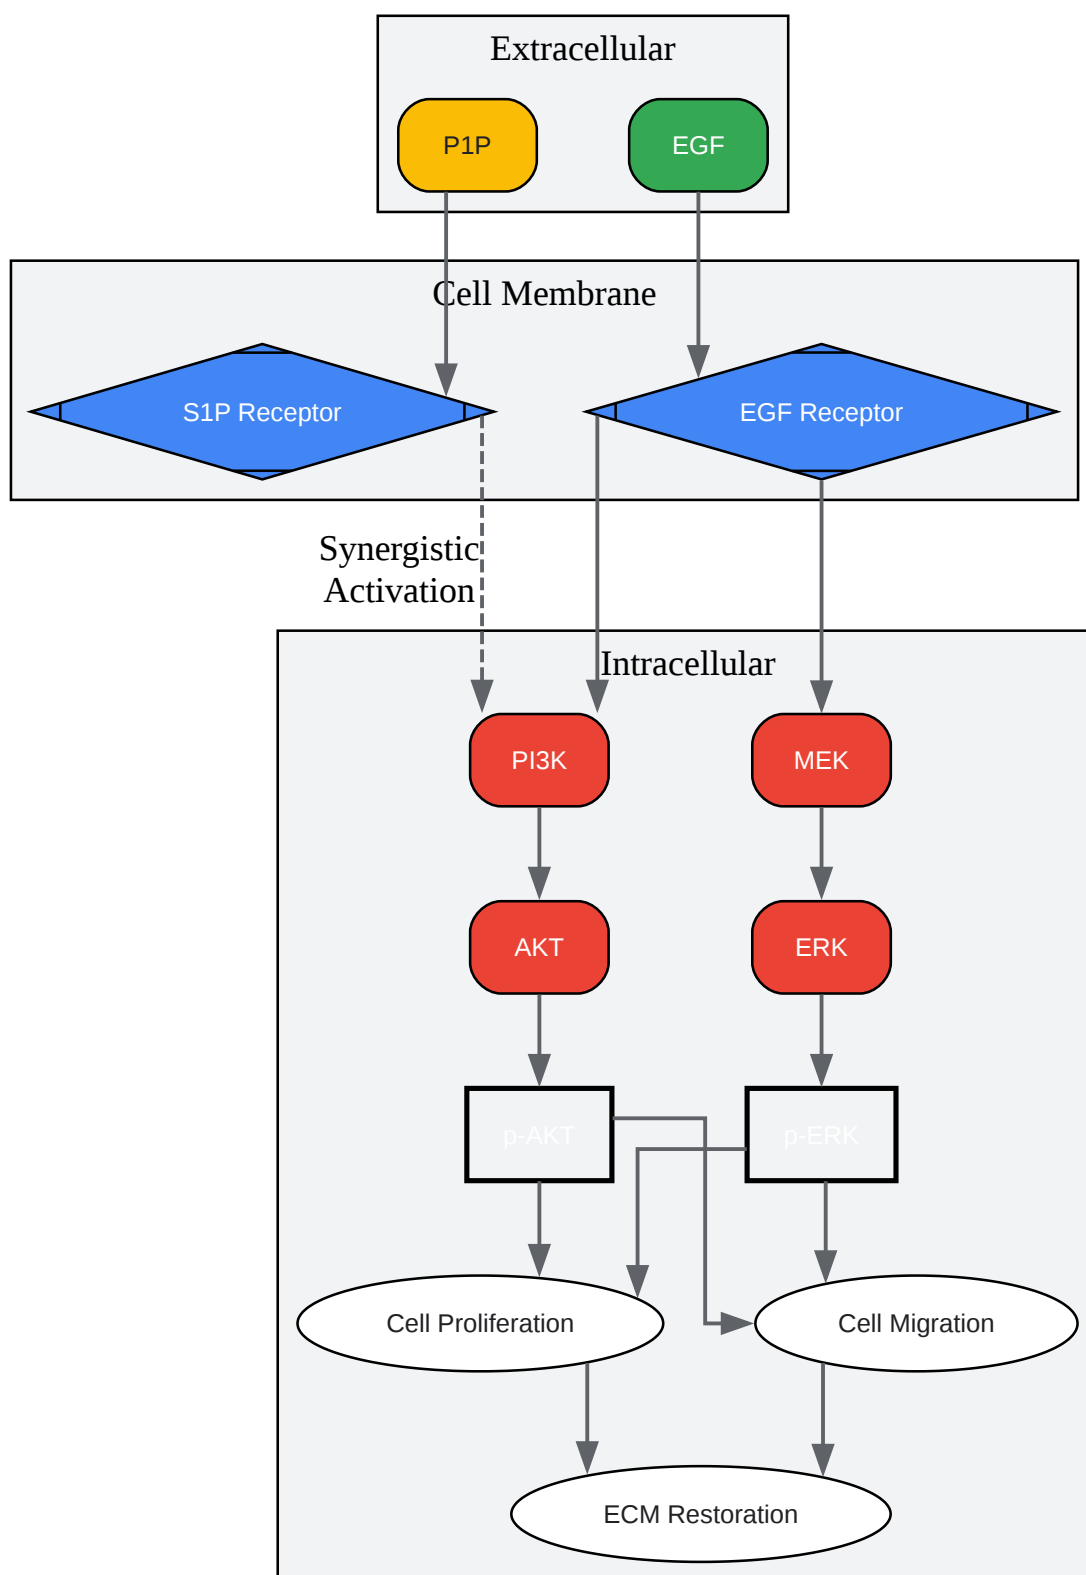 Extracellular
P1P
EGF
Cell Membrane
S1P Receptor
EGF Receptor
Synergistic
Activation
Intracellular
PI3K
MEK
AKT
ERK
p-AKT
p-ERK
Cell Proliferation
Cell Migration
ECM Restoration